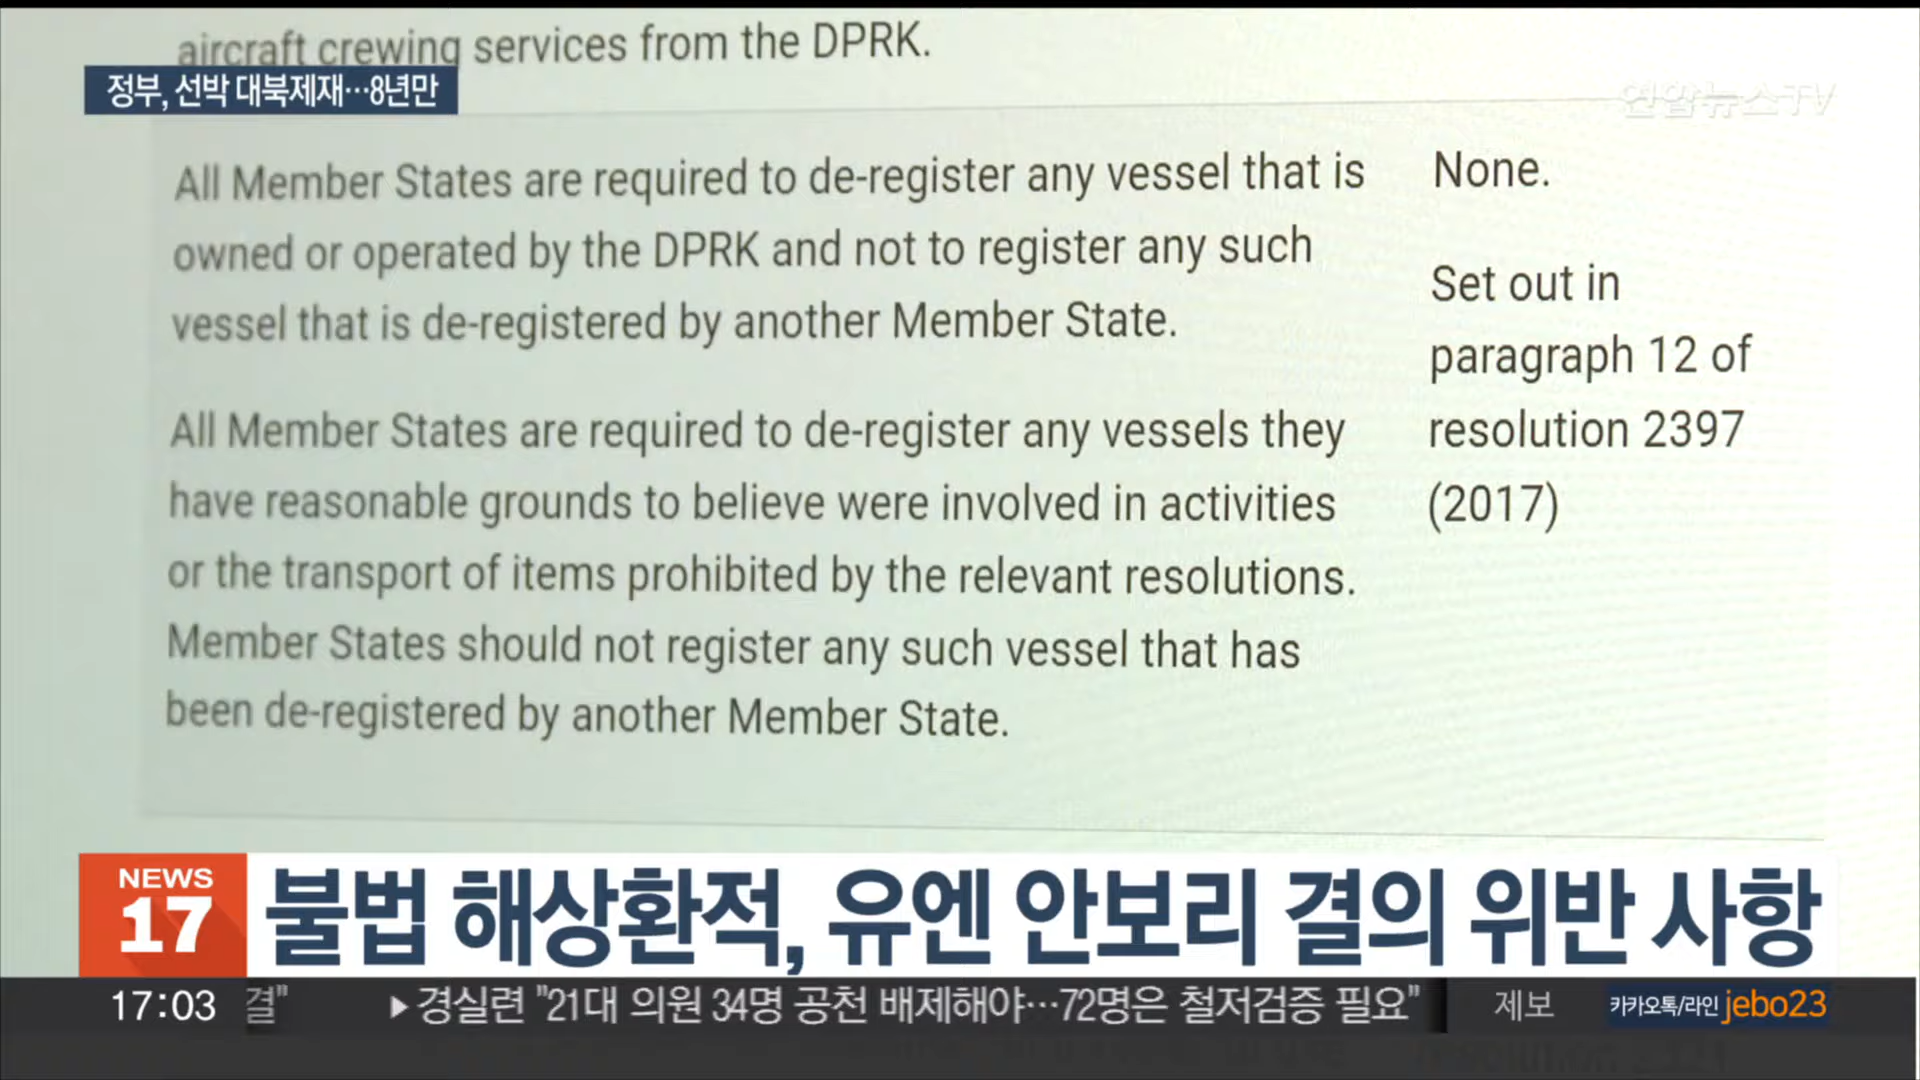 aircraft crewing services from the DPRK.
정부, 선박 대북제재…8년만
연합뉴스TV
All Member States are required to de-register any vessel that is
owned or operated by the DPRK and not to register any such
vessel that is de-registered by another Member State.
None.
All Member States are required to de-register any vessels they
have reasonable grounds to believe were involved in activities
or the transport of items prohibited by the relevant resolutions.
Member States should not register any such vessel that has
been de-registered by another Member State.
Set out in
paragraph 12 of
resolution 2397
(2017)
NEWS
17
불법 해상환적, 유엔 안보리 결의 위반 사항
17:03
결"
▶경실련 "21대 의원 34명 공천 배제해야…72명은 철저검증 필요"
제보
카카오톡/라인 jebo23